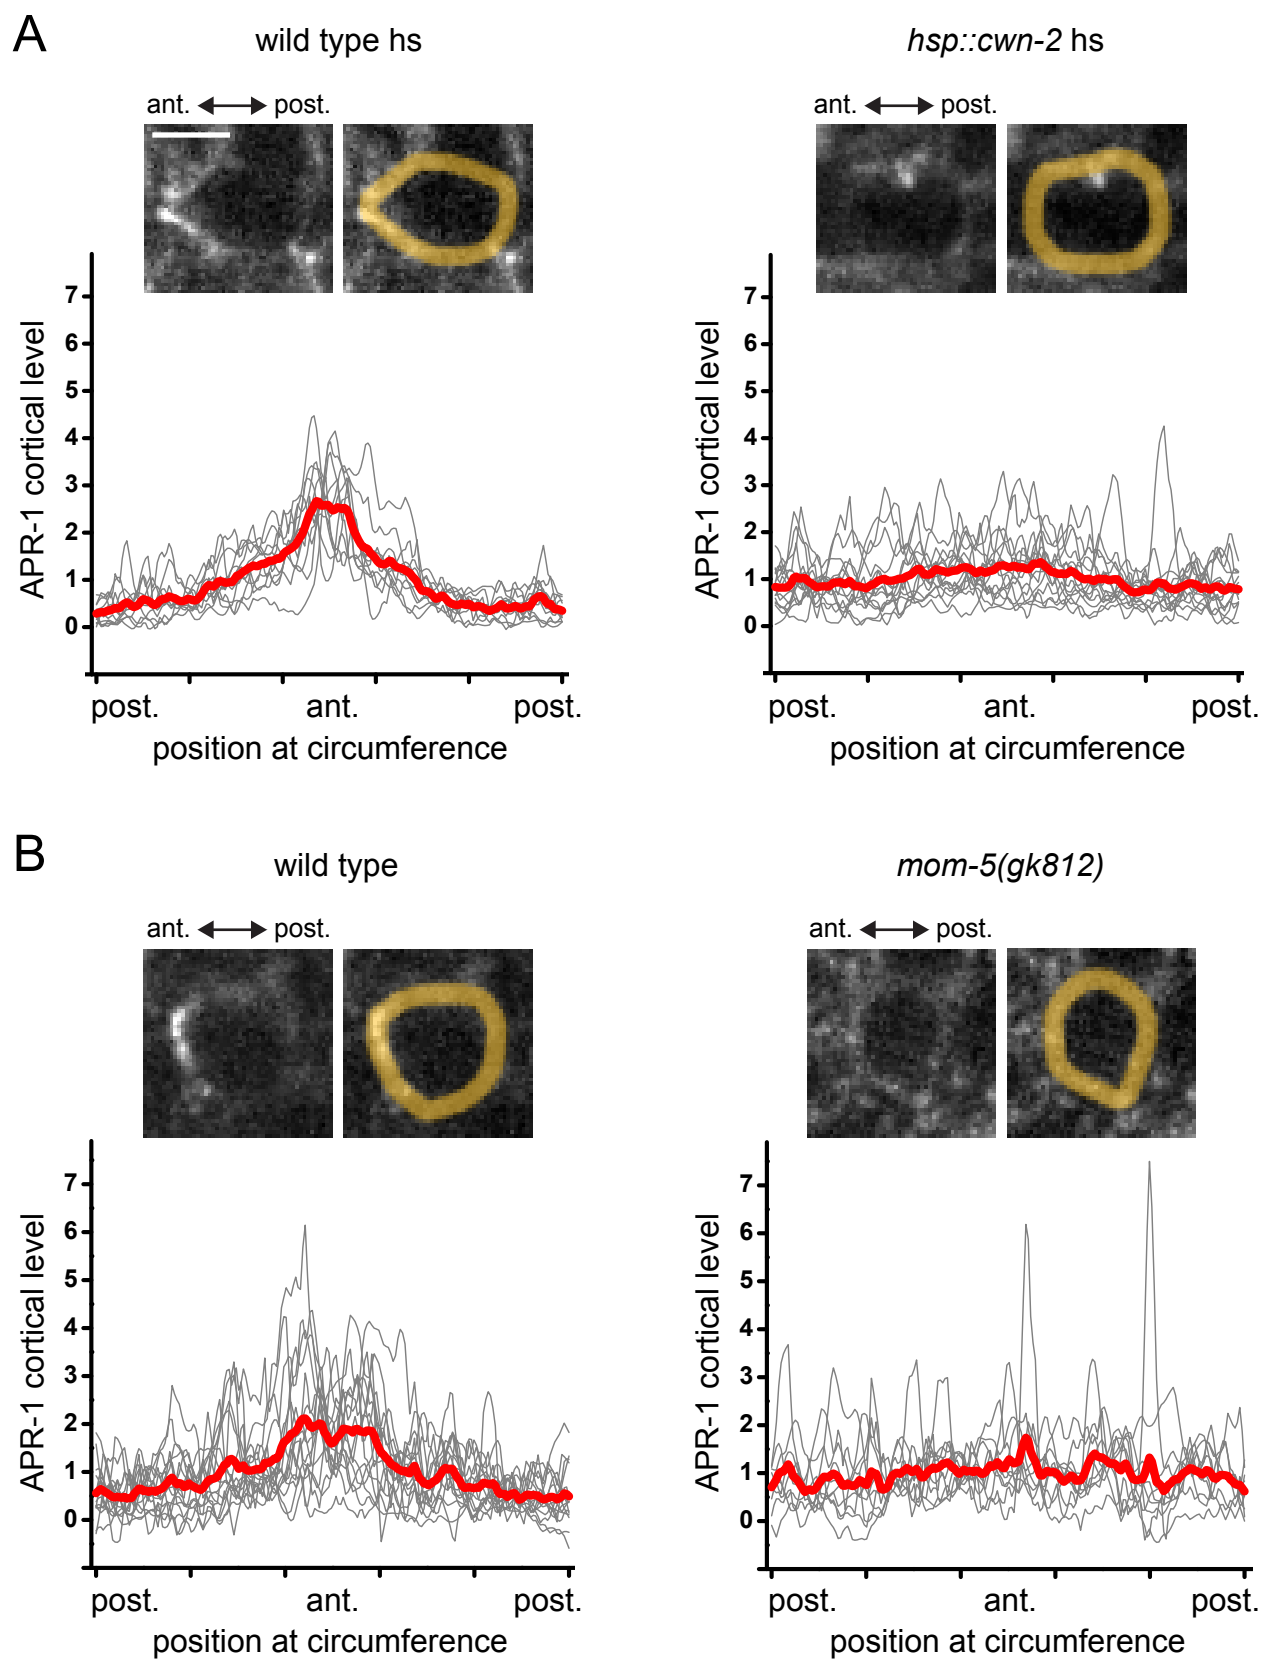 A
wild type hs
hsp::cwn-2 hs
ant. post.
ant. post.
7
6
5
4
3
2
1
0
APR-1 cortical level
post. ant. post.
position at circumference
7
6
5
4
3
2
1
0
APR-1 cortical level
post. ant. post.
position at circumference
B
wild type
mom-5(gk812)
ant. post.
ant. post.
7
6
5
4
3
2
1
0
APR-1 cortical level
post. ant. post.
position at circumference
7
6
5
4
3
2
1
0
APR-1 cortical level
post. ant. post.
position at circumference